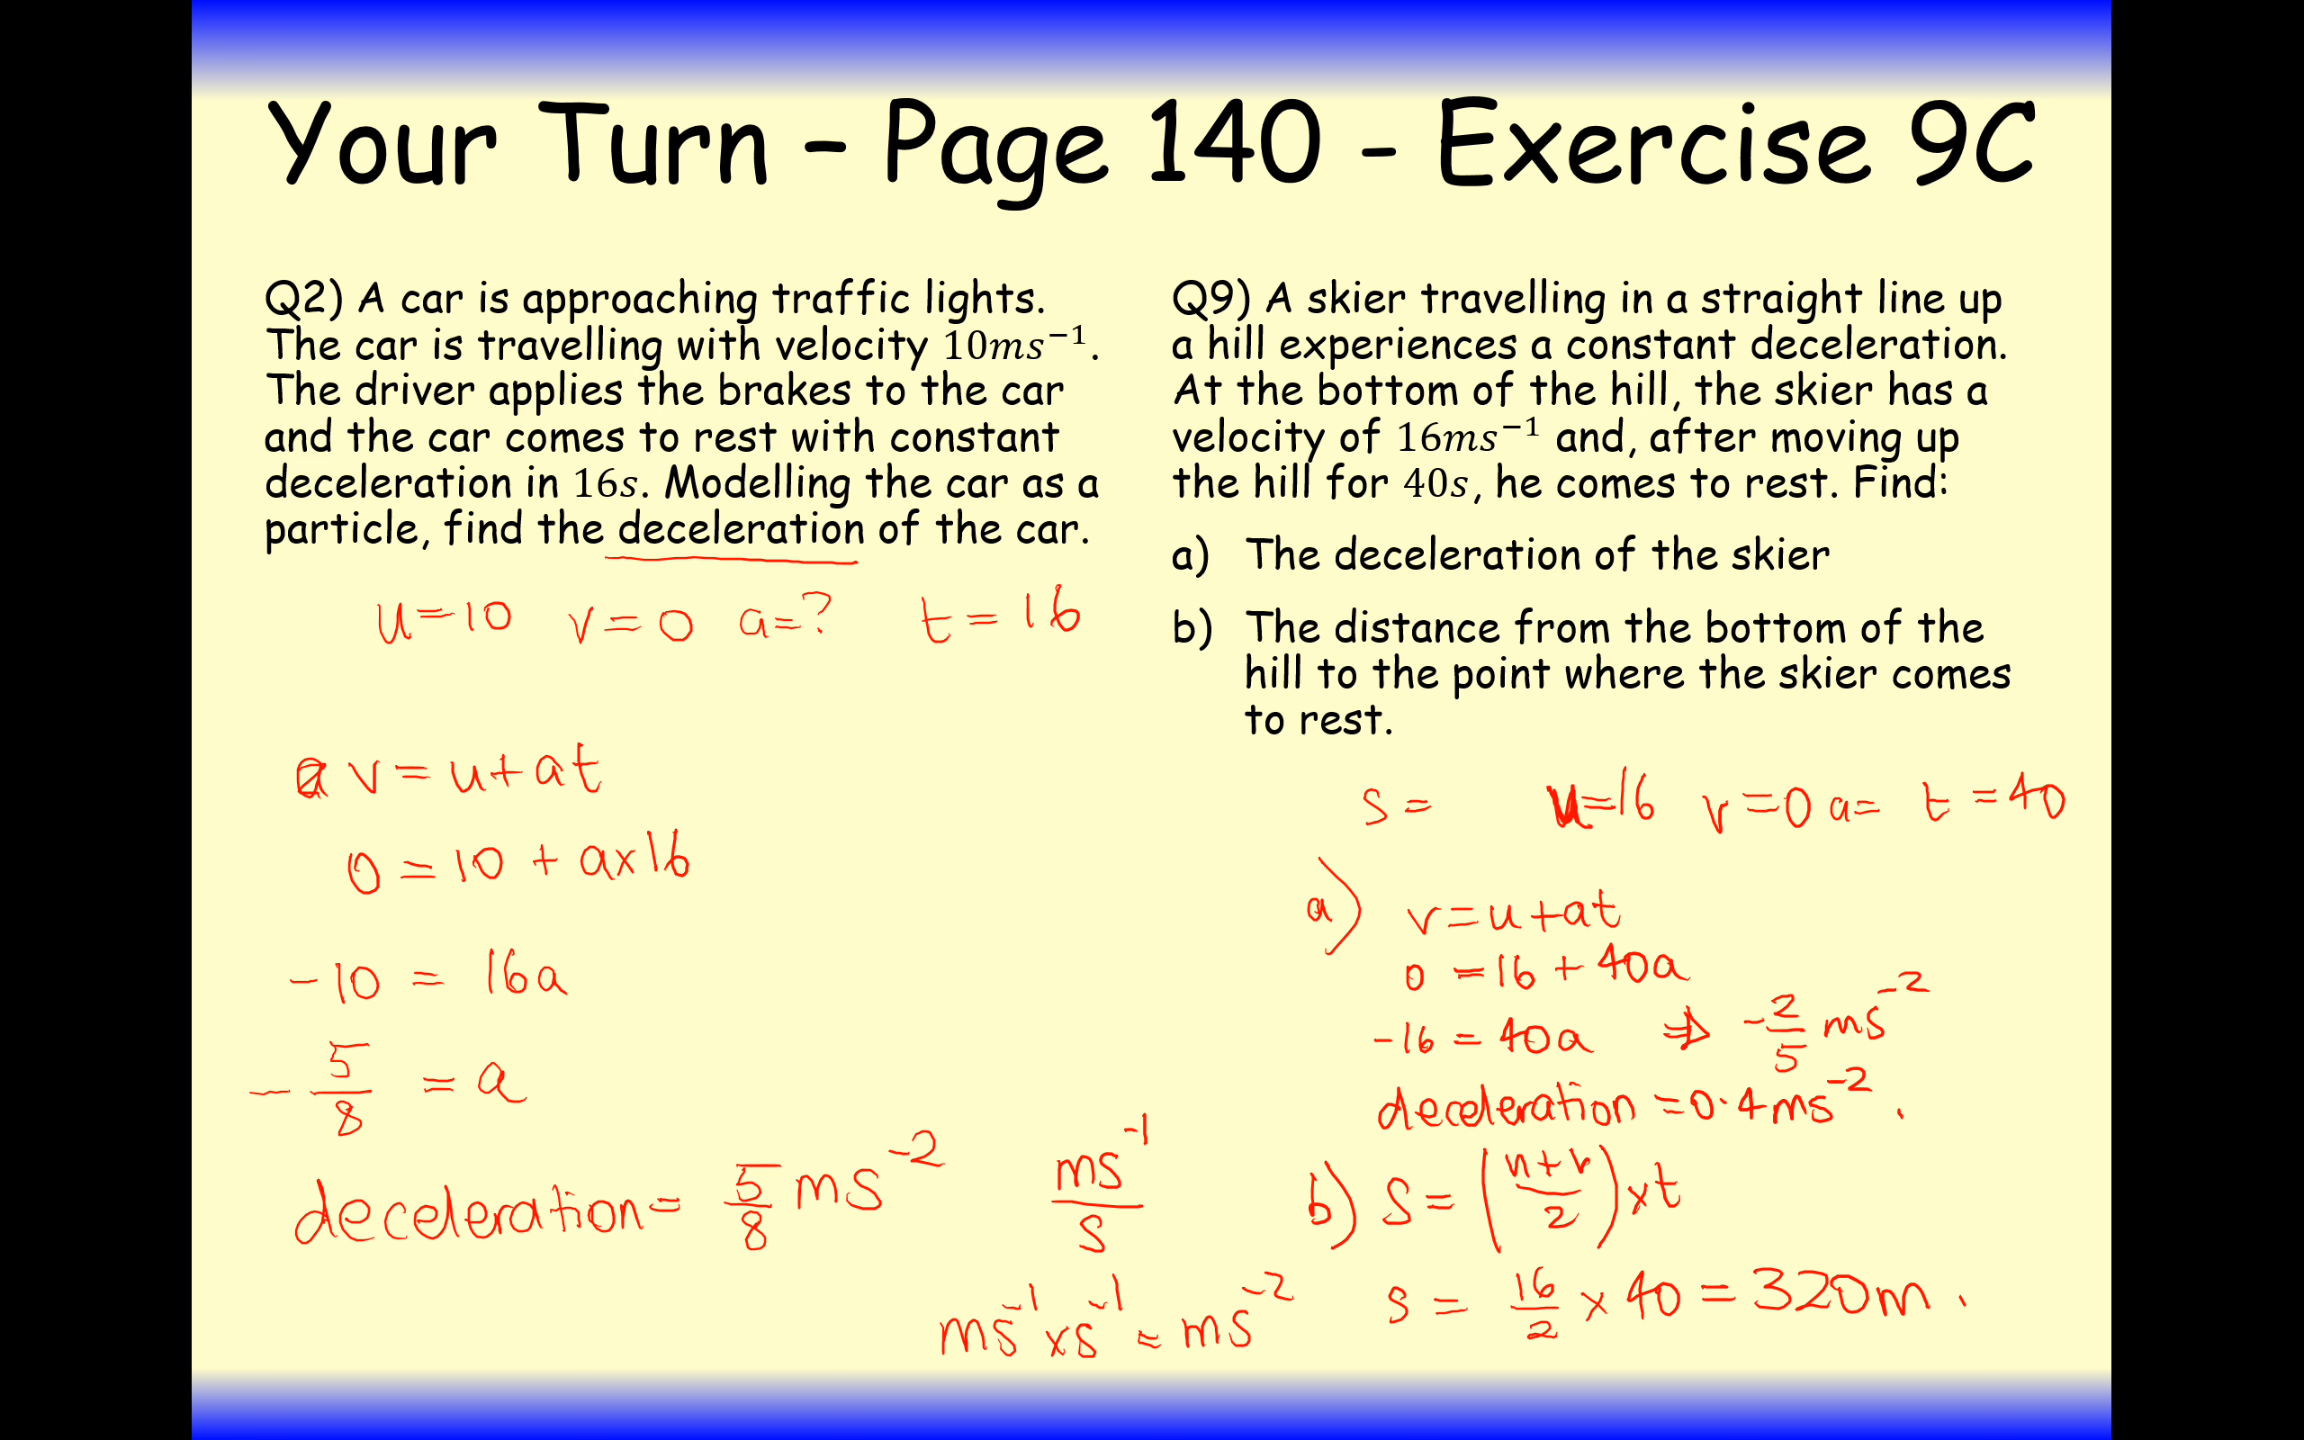 Your Turn – Page 140 - Exercise 9C
Q2) A car is approaching traffic lights.
The car is travelling with velocity 10ms⁻¹.
The driver applies the brakes to the car
and the car comes to rest with constant
deceleration in 16s. Modelling the car as a
particle, find the deceleration of the car.
u=10 v=0 a=? t=16
v=u+at
0=10+a×16
-10=16a
-5/8=a
deceleration=5/8 ms⁻²
ms⁻¹/s
ms⁻¹×s⁻¹=ms⁻²
Q9) A skier travelling in a straight line up
a hill experiences a constant deceleration.
At the bottom of the hill, the skier has a
velocity of 16ms⁻¹ and, after moving up
the hill for 40s, he comes to rest. Find:
a) The deceleration of the skier
b) The distance from the bottom of the
hill to the point where the skier comes
to rest.
s= u=16 v=0 a= t=40
a) v=u+at
0=16+40a
-16=40a ⇒ -2/5 ms⁻²
deceleration=0.4ms⁻².
b) s=((u+v)/2)×t
s=16/2×40=320m.